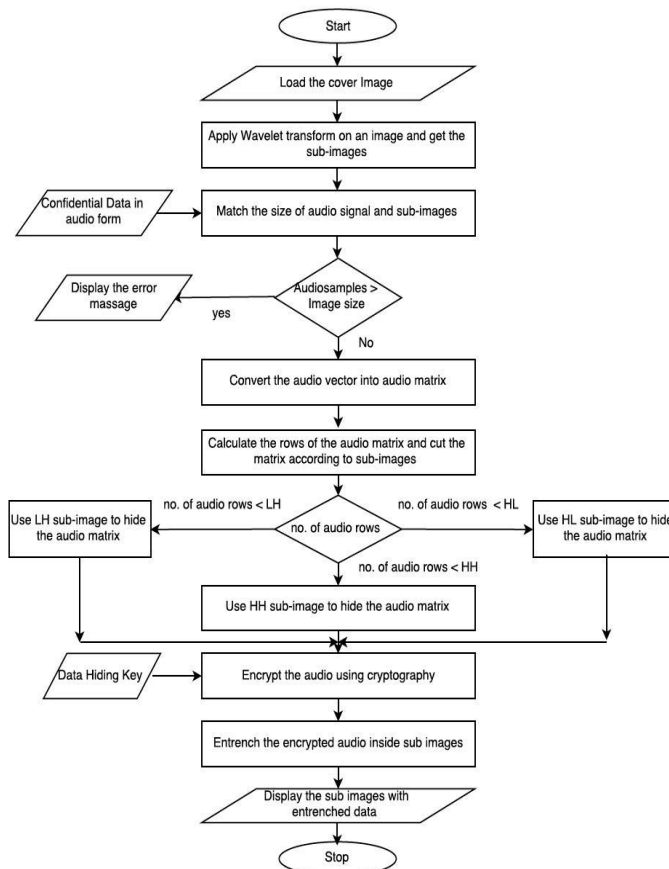 Start
Load the cover Image
Apply Wavelet transform on an image and get the
sub-images
Confidential Data in
audio form
Match the size of audio signal and sub-images
Audiosamples >
Image size
Display the error
massage
yes
No
Convert the audio vector into audio matrix
Calculate the rows of the audio matrix and cut the
matrix according to sub-images
no. of audio rows < LH
no. of audio rows < HL
Use LH sub-image to hide
the audio matrix
no. of audio rows
Use HL sub-image to hide
the audio matrix
no. of audio rows < HH
Use HH sub-image to hide the audio matrix
Data Hiding Key
Encrypt the audio using cryptography
Entrench the encrypted audio inside sub images
Display the sub images with
entrenched data
Stop